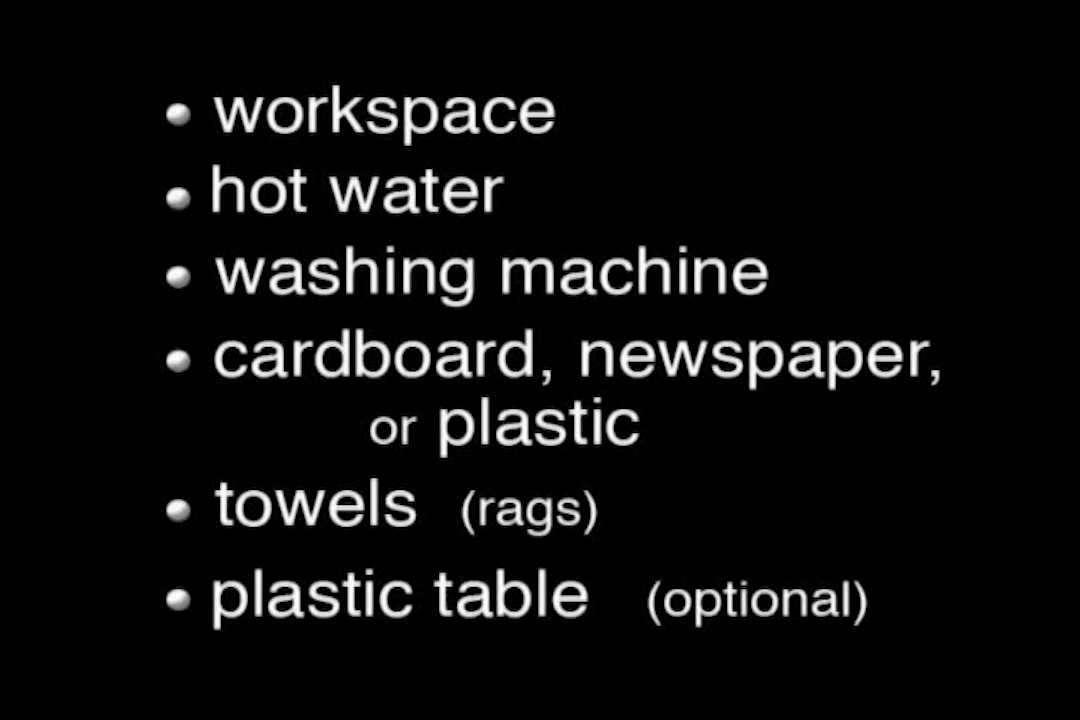 • workspace
• hot water
• washing machine
• cardboard, newspaper,
or plastic
• towels (rags)
• plastic table (optional)